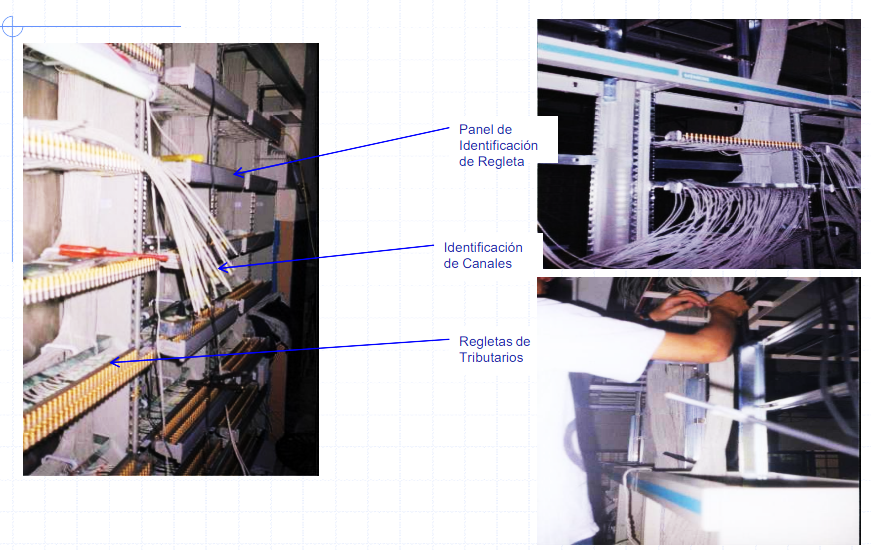 Panel de
Identificación
de Regleta
Identificación
de Canales
Regletas de
Tributarios